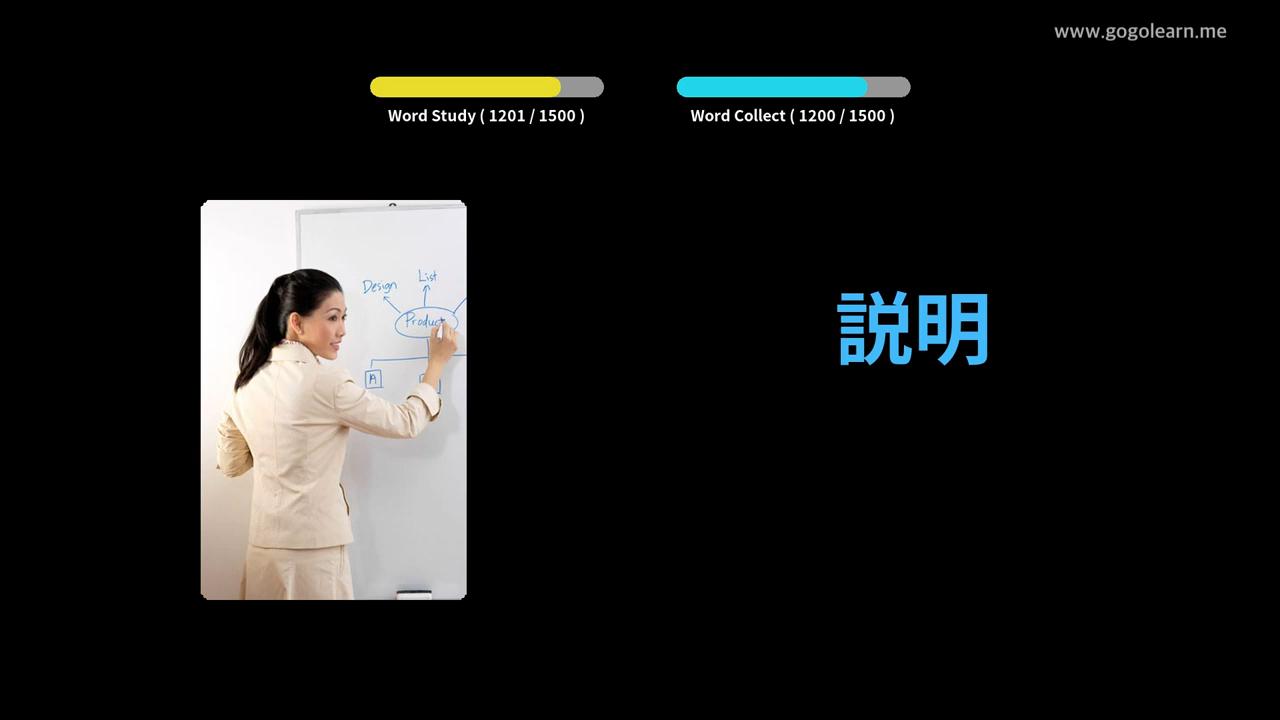 www.gogolearn.me
Word Study ( 1201 / 1500 )
Word Collect ( 1200 / 1500 )
List
Design
Product
A
説明